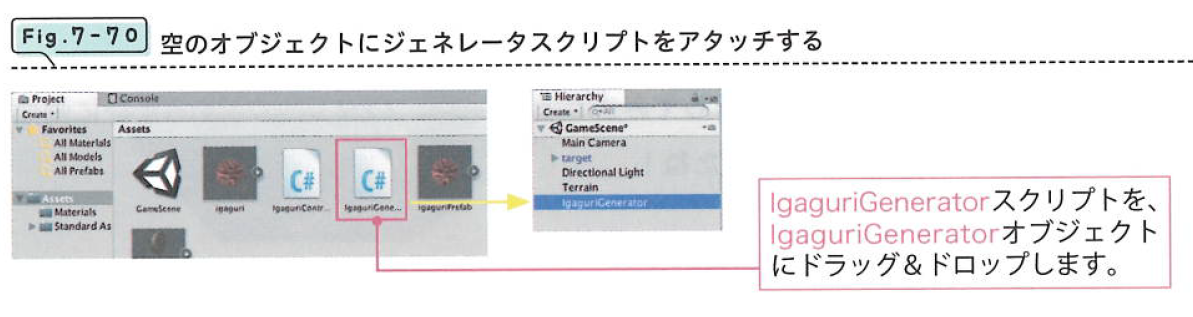 Fig.7-70 空のオブジェクトにジェネレータスクリプトをアタッチする
Project Console
Create
Favorites
All Materials
All Models
All Prefabs
Assets
Materials
Standard As
Assets
GameScene igaguri IgaguriContr... IgaguriGene... igaguriPrefab
C# C#
Hierarchy
Create All
GameScene*
Main Camera
target
Directional Light
Terrain
IgaguriGenerator
IgaguriGeneratorスクリプトを、
IgaguriGeneratorオブジェクト
にドラッグ&ドロップします。